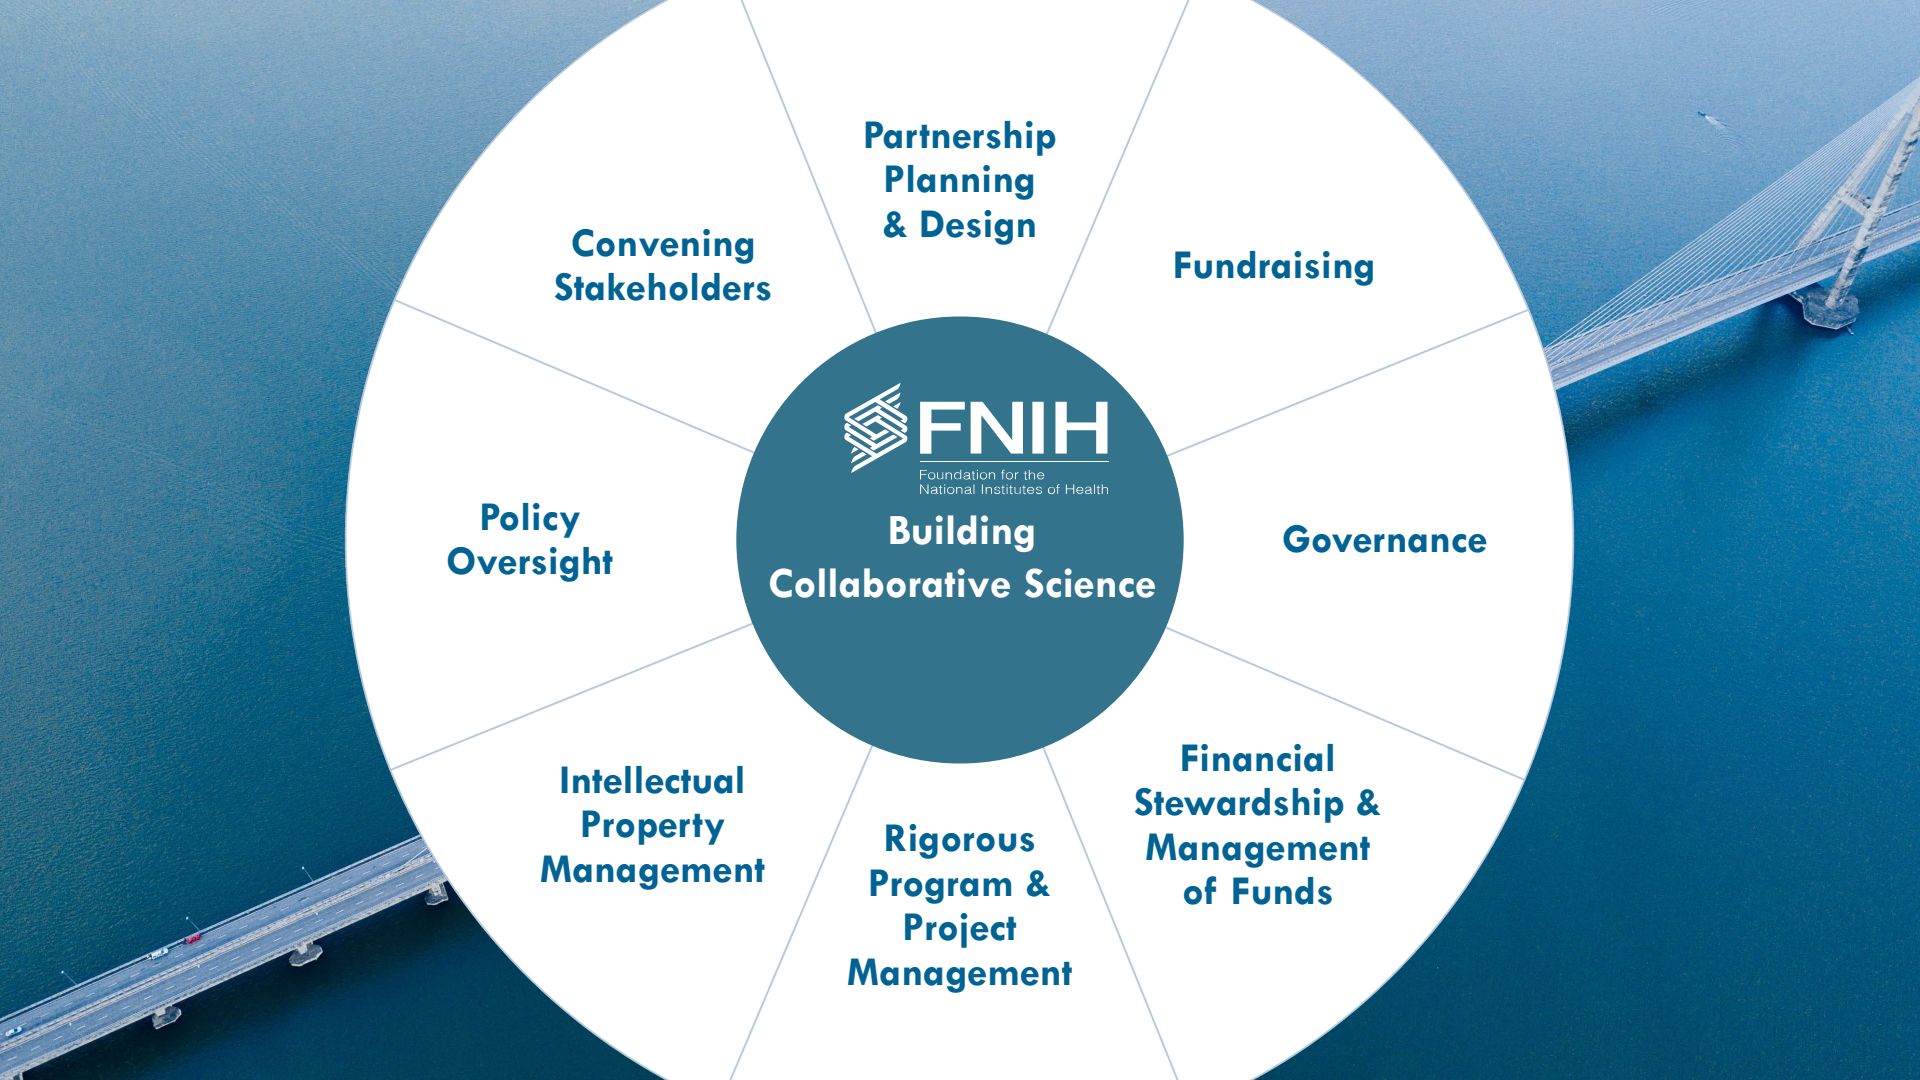 Partnership
Planning
& Design
Fundraising
Governance
Financial
Stewardship &
Management
of Funds
Rigorous
Program &
Project
Management
Intellectual
Property
Management
Policy
Oversight
Convening
Stakeholders
FNIH
Foundation for the
National Institutes of Health
Building
Collaborative Science